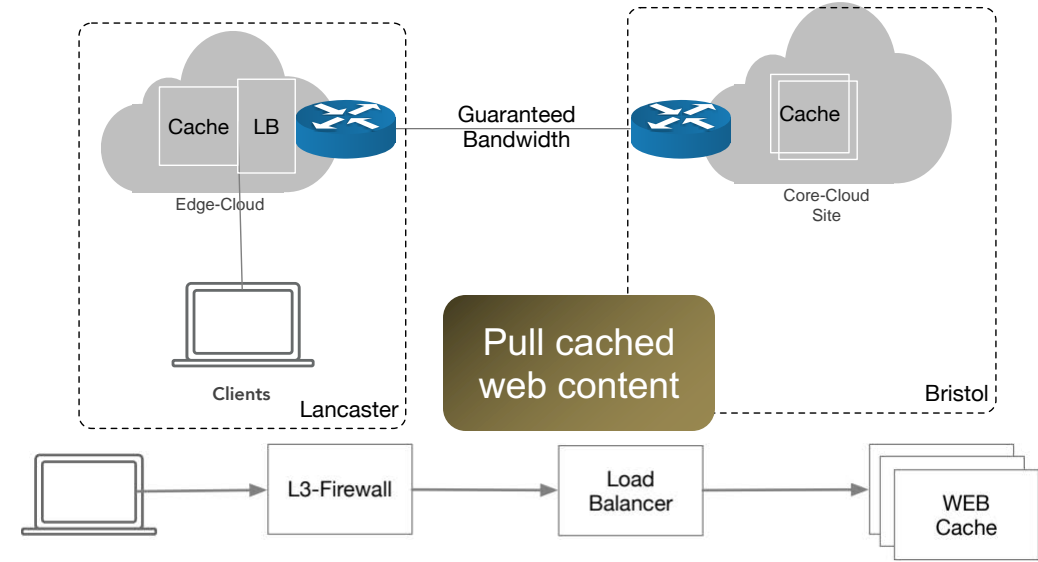 Cache
LB
Guaranteed
Bandwidth
Cache
Edge-Cloud
Core-Cloud
Site
Clients
Lancaster
Pull cached
web content
Bristol
L3-Firewall
Load
Balancer
WEB
Cache